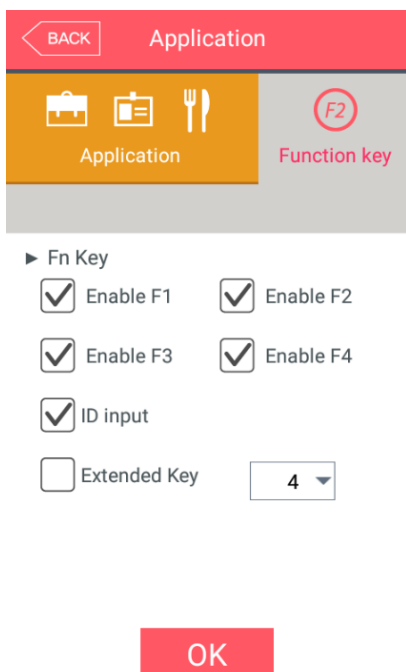 BACK Application
F2
Application Function key
► Fn Key
Enable F1 Enable F2
Enable F3 Enable F4
ID input
Extended Key 4
OK